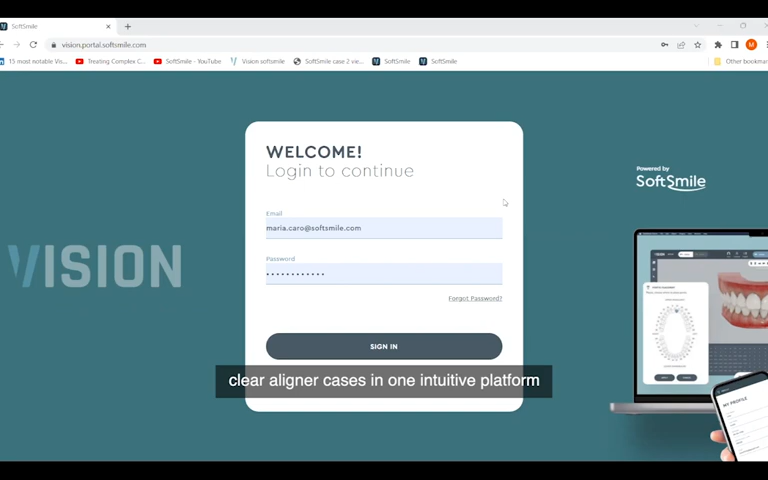 SoftSmile
vision.portal.softsmile.com
15 most notable Vis...
Treating Complex C...
SoftSmile - YouTube
Vision softsmile
SoftSmile case 2 vie...
SoftSmile
SoftSmile
Other bookmar
M
WELCOME!
Login to continue
Email
maria.caro@softsmile.com
Password
Forgot Password?
SIGN IN
VISION
Powered by
SoftSmile
MY PROFILE
clear aligner cases in one intuitive platform